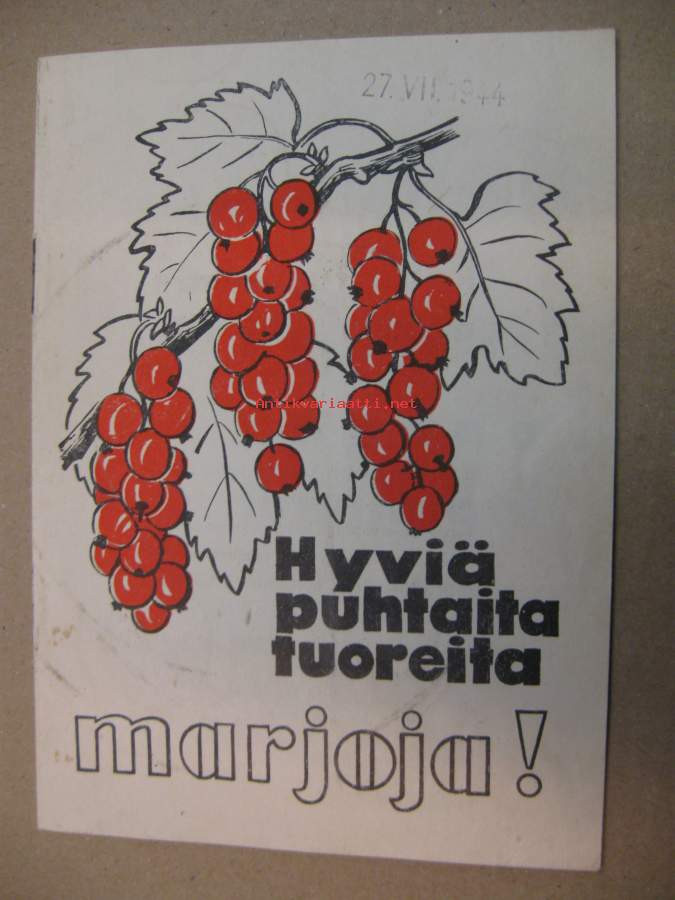 27. VII. 1944
Antikvariaatti.net
Hyviä
puhtaita
tuoreita
marjoja!